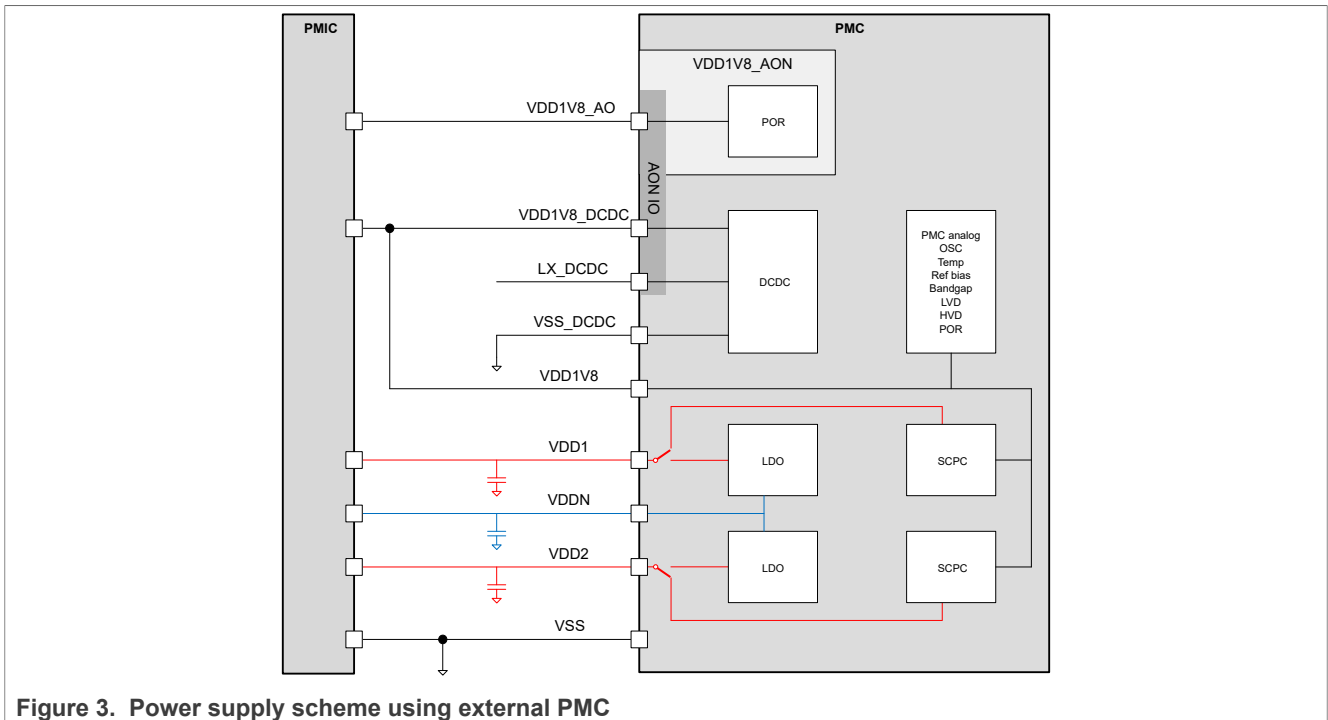 PMIC
PMC
VDD1V8_AON
VDD1V8_AO
POR
AON IO
VDD1V8_DCDC
LX_DCDC
DCDC
VSS_DCDC
PMC analog
OSC
Temp
Ref bias
Bandgap
LVD
HVD
POR
VDD1V8
VDD1
LDO
SCPC
VDDN
VDD2
LDO
SCPC
VSS
Figure 3. Power supply scheme using external PMC